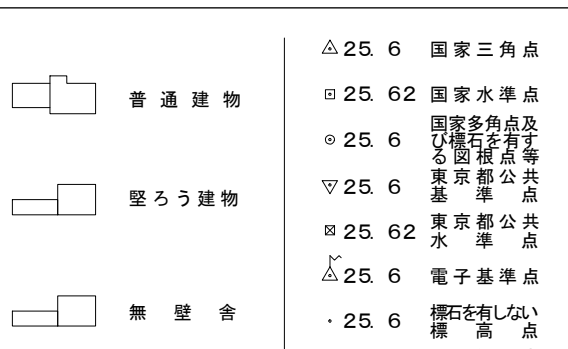 普通建物
堅ろう建物
無壁舎
25. 6 国家三角点
25. 62 国家水準点
25. 6 国家多角点及
び標石を有す
る図根点等
25. 6 東京都公共
基準点
25. 62 東京都公共
水準点
25. 6 電子基準点
25. 6 標石を有しない
標高点